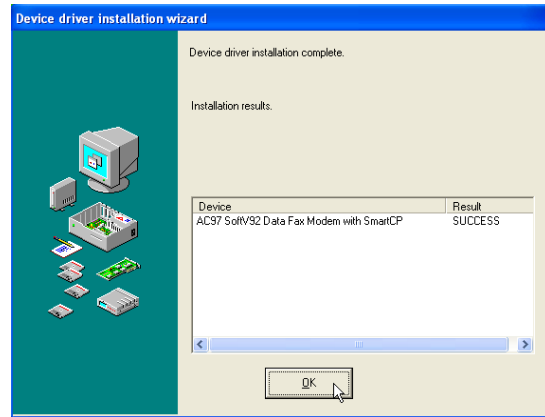 Device driver installation wizard
Device driver installation complete.
Installation results.
Device Result
AC97 SoftV92 Data Fax Modem with SmartCP SUCCESS
OK